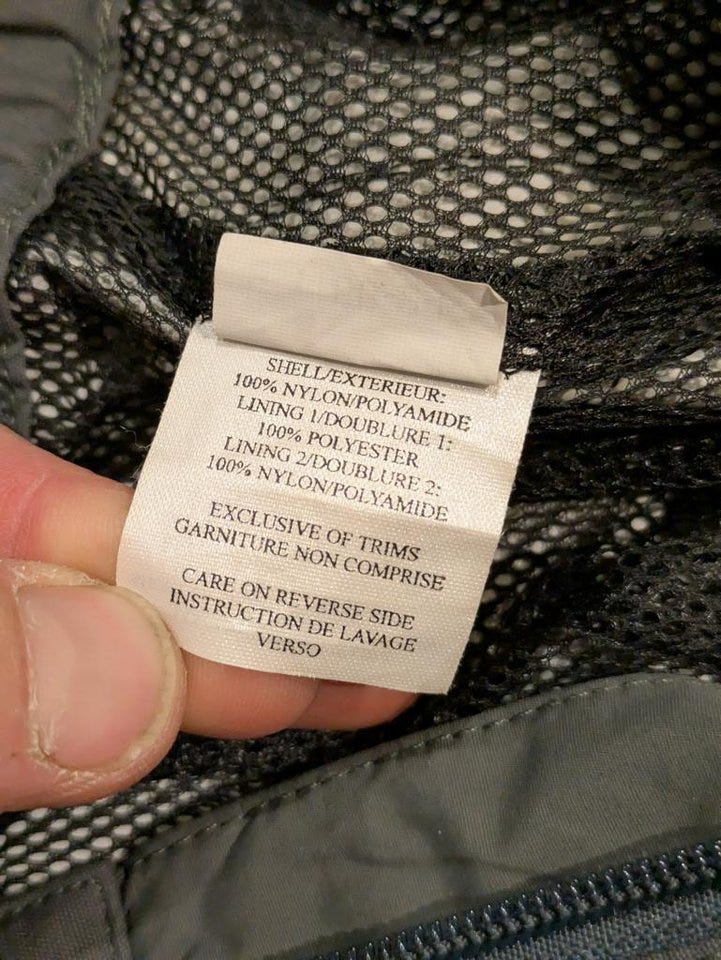 SHELL/EXTERIEUR:
100% NYLON/POLYAMIDE
LINING 1/DOUBLURE 1:
100% POLYESTER
LINING 2/DOUBLURE 2:
100% NYLON/POLYAMIDE
EXCLUSIVE OF TRIMS
GARNITURE NON COMPRISE
CARE ON REVERSE SIDE
INSTRUCTION DE LAVAGE
VERSO